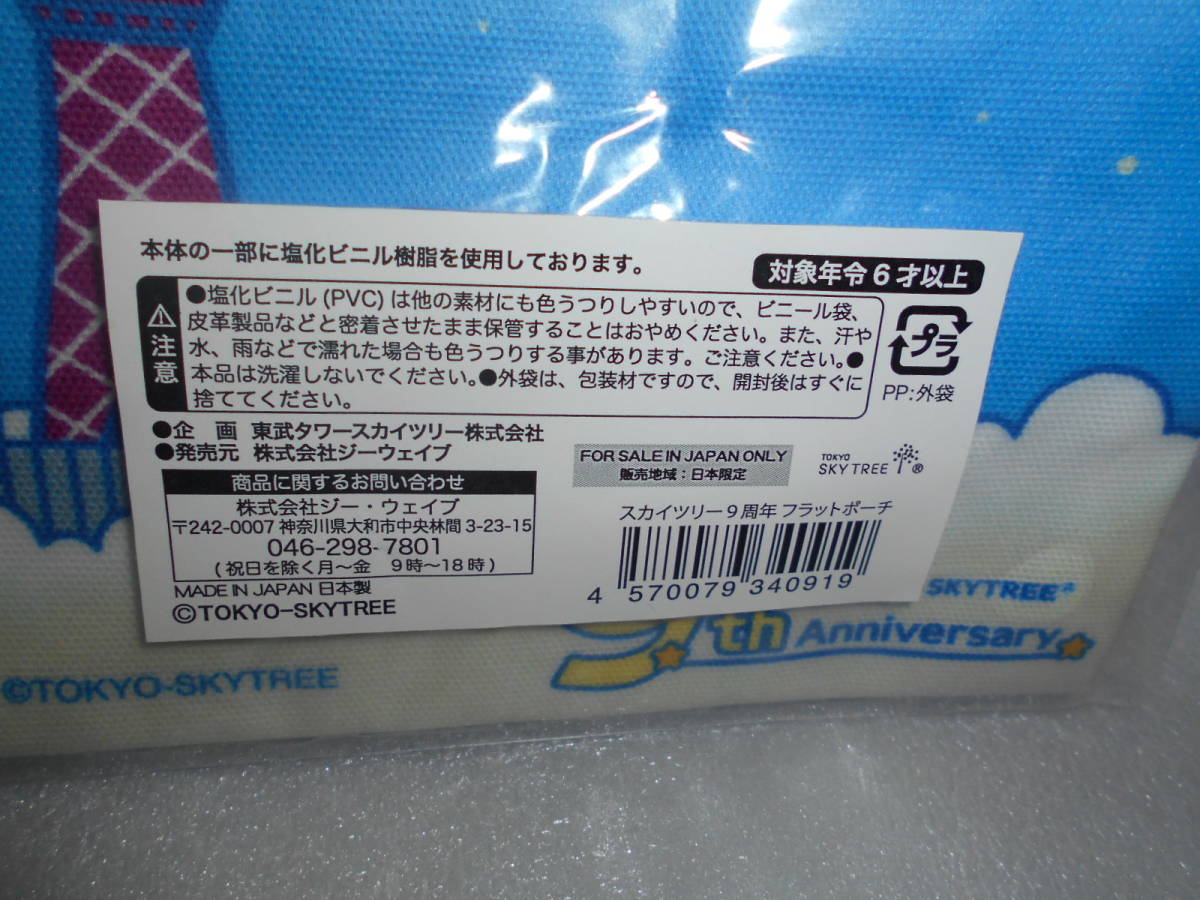 本体の一部に塩化ビニル樹脂を使用しております。
対象年令6才以上
注意
●塩化ビニル(PVC)は他の素材にも色うつりしやすいので、ビニール袋、
皮革製品などと密着させたまま保管することはおやめください。また、汗や
水、雨などで濡れた場合も色うつりする事があります。ご注意ください。●
本品は洗濯しないでください。●外袋は、包装材ですので、開封後はすぐに
捨ててください。
プラ
PP:外袋
●企 画 東武タワースカイツリー株式会社
●発売元 株式会社ジーウェイブ
商品に関するお問い合わせ
株式会社ジー・ウェイブ
〒242-0007 神奈川県大和市中央林間3-23-15
046-298-7801
(祝日を除く月〜金 9時〜18時)
MADE IN JAPAN 日本製
©TOKYO-SKYTREE
FOR SALE IN JAPAN ONLY
販売地域:日本限定
TOKYO
SKYTREE®
スカイツリー9周年 フラットポーチ
4 570079 340919
SKYTREE®
9th Anniversary
©TOKYO-SKYTREE